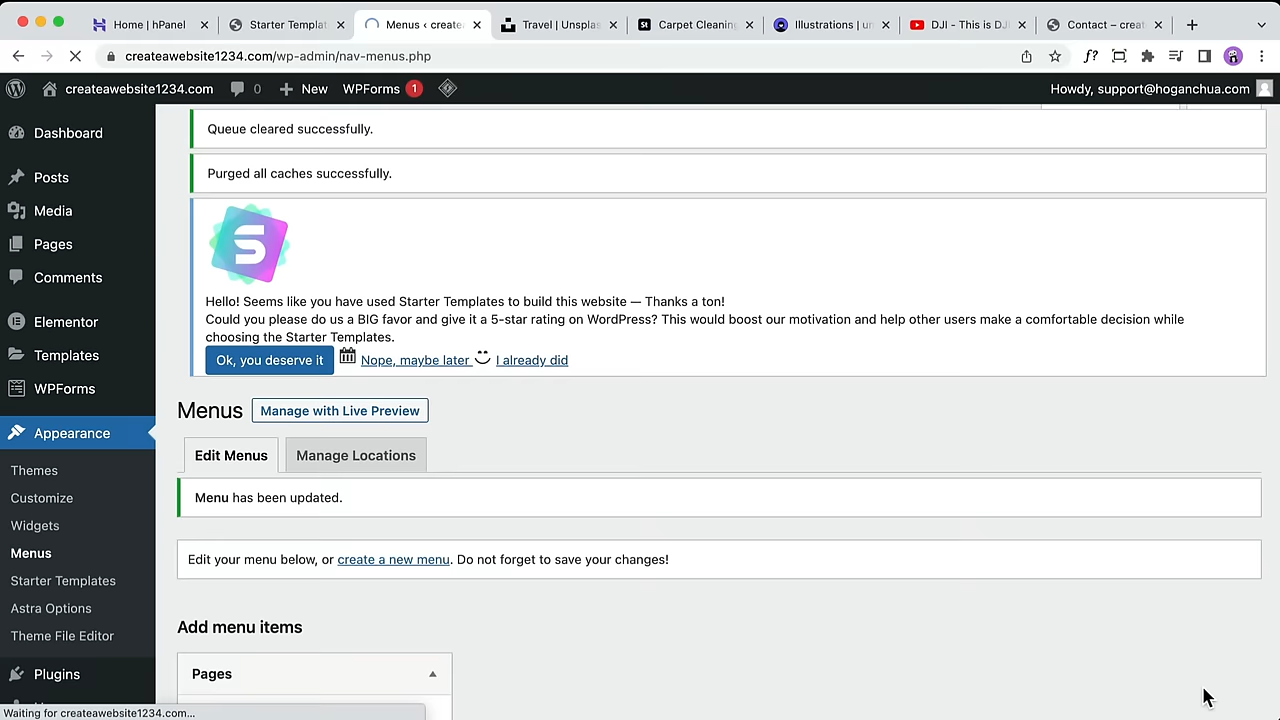 Home | hPanel
Starter Templat
Menus ‹ create
Travel | Unsplas
Carpet Cleaning
Illustrations | un
DJI - This is DJ
Contact – creat
createawebsite1234.com/wp-admin/nav-menus.php
createawebsite1234.com 0 New WPForms 1 Howdy, support@hoganchua.com
Dashboard
Posts
Media
Pages
Comments
Elementor
Templates
WPForms
Appearance
Themes
Customize
Widgets
Menus
Starter Templates
Astra Options
Theme File Editor
Plugins
Queue cleared successfully.
Purged all caches successfully.
Hello! Seems like you have used Starter Templates to build this website — Thanks a ton!
Could you please do us a BIG favor and give it a 5-star rating on WordPress? This would boost our motivation and help other users make a comfortable decision while
choosing the Starter Templates.
Ok, you deserve it Nope, maybe later I already did
Menus Manage with Live Preview
Edit Menus Manage Locations
Menu has been updated.
Edit your menu below, or create a new menu. Do not forget to save your changes!
Add menu items
Pages
Waiting for createawebsite1234.com...